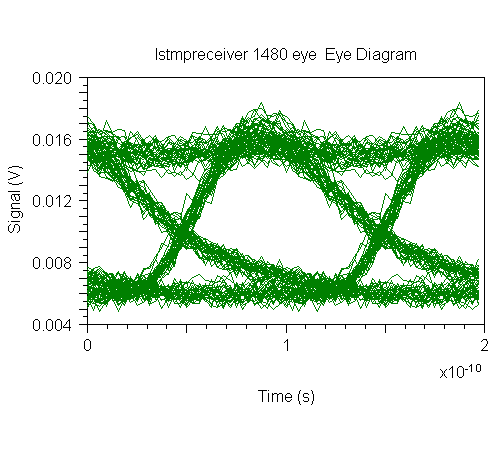 lstmpreceiver 1480 eye  Eye Diagram
0.020
0.016
0.012
0.008
0.004
Signal (V)
0
1
2
x10-10
Time (s)